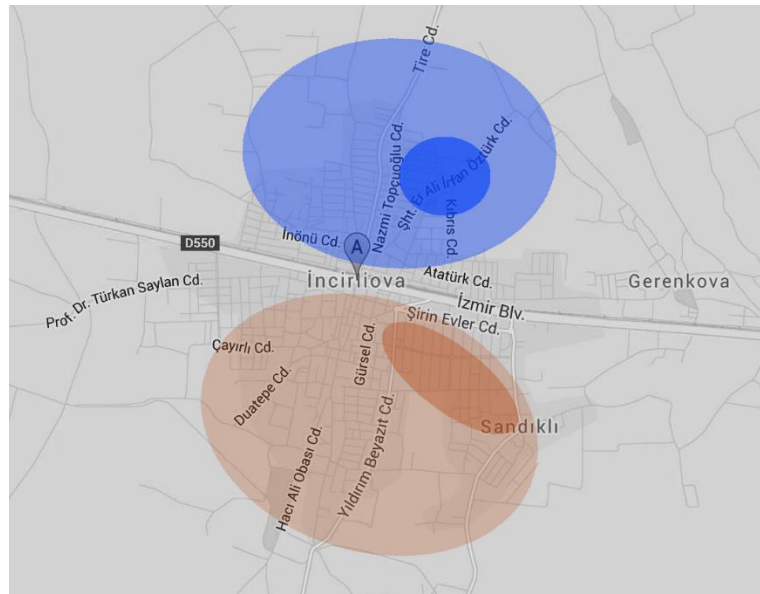 Tire Cd.
Nazmi Topçuoğlu Cd.
Şht. Er Ali İrfan Öztürk Cd.
Kıbrıs Cd.
İnönü Cd.
D550
A
Atatürk Cd.
İncirliova
Gerenkova
Prof. Dr. Türkan Saylan Cd.
İzmir Blv.
Şirin Evler Cd.
Çayırlı Cd.
Gürsel Cd.
Duatepe Cd.
Yıldırım Beyazıt Cd.
Sandıklı
Hacı Ali Obası Cd.